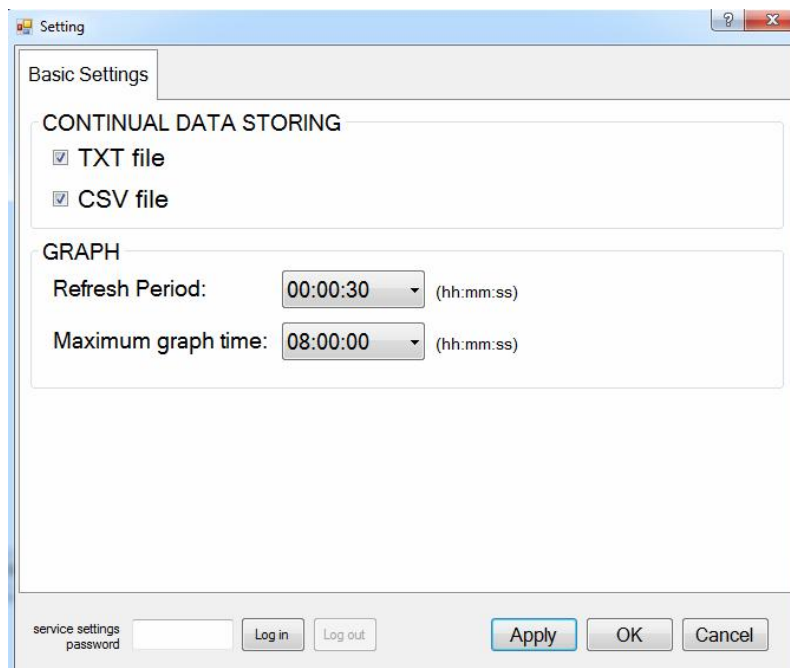 Setting
Basic Settings
CONTINUAL DATA STORING
TXT file
CSV file
GRAPH
Refresh Period: 00:00:30 (hh:mm:ss)
Maximum graph time: 08:00:00 (hh:mm:ss)
service settings
password Log in Log out Apply OK Cancel